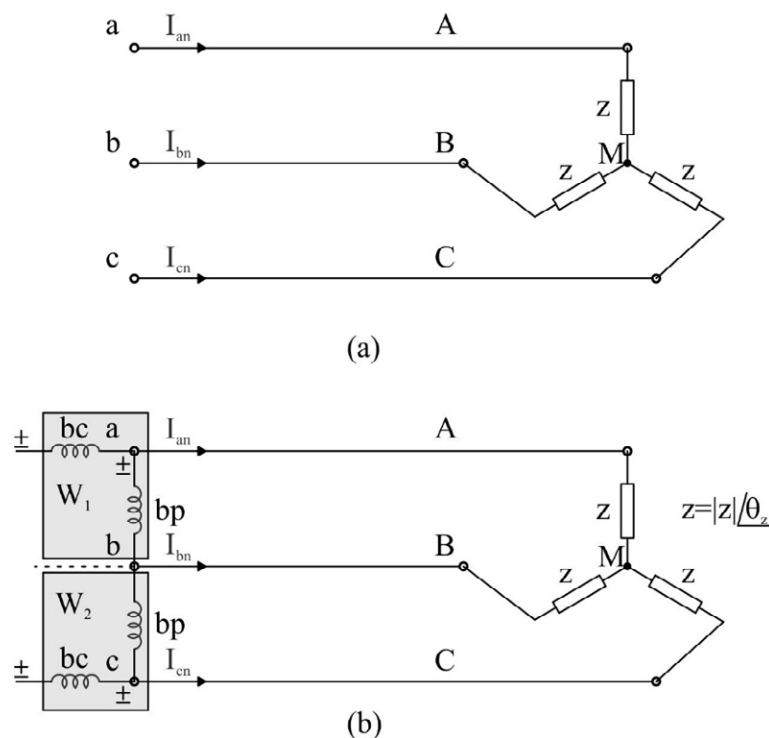 a I_an A
z
b I_bn B M z z
c I_cn C
(a)
± bc a I_an A
±
W_1 bp z z=|z|/θ_z
b I_bn B M
W_2 bp z z
± bc c I_cn C
±
(b)